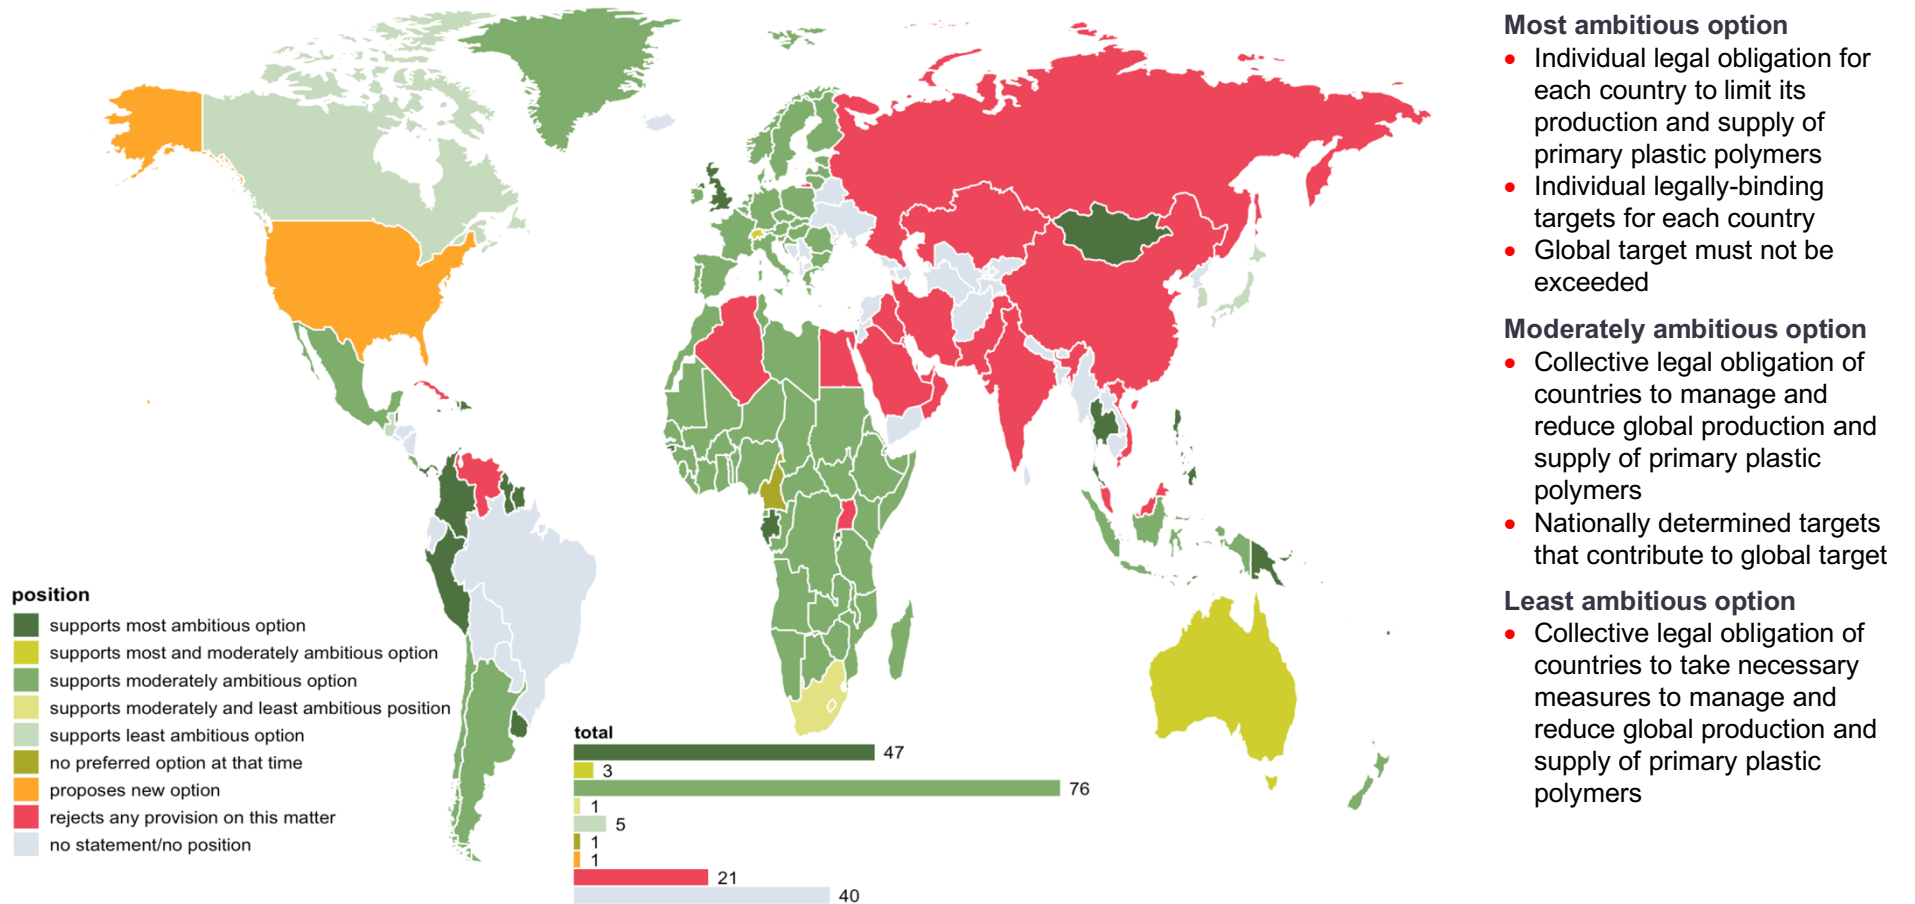 Most ambitious option
• Individual legal obligation for
each country to limit its
production and supply of
primary plastic polymers
• Individual legally-binding
targets for each country
• Global target must not be
exceeded
Moderately ambitious option
• Collective legal obligation of
countries to manage and
reduce global production and
supply of primary plastic
polymers
• Nationally determined targets
that contribute to global target
Least ambitious option
• Collective legal obligation of
countries to take necessary
measures to manage and
reduce global production and
supply of primary plastic
polymers
position
supports most ambitious option
supports most and moderately ambitious option
supports moderately ambitious option
supports moderately and least ambitious position
supports least ambitious option
no preferred option at that time
proposes new option
rejects any provision on this matter
no statement/no position
total
47
3
76
1
5
1
1
21
40